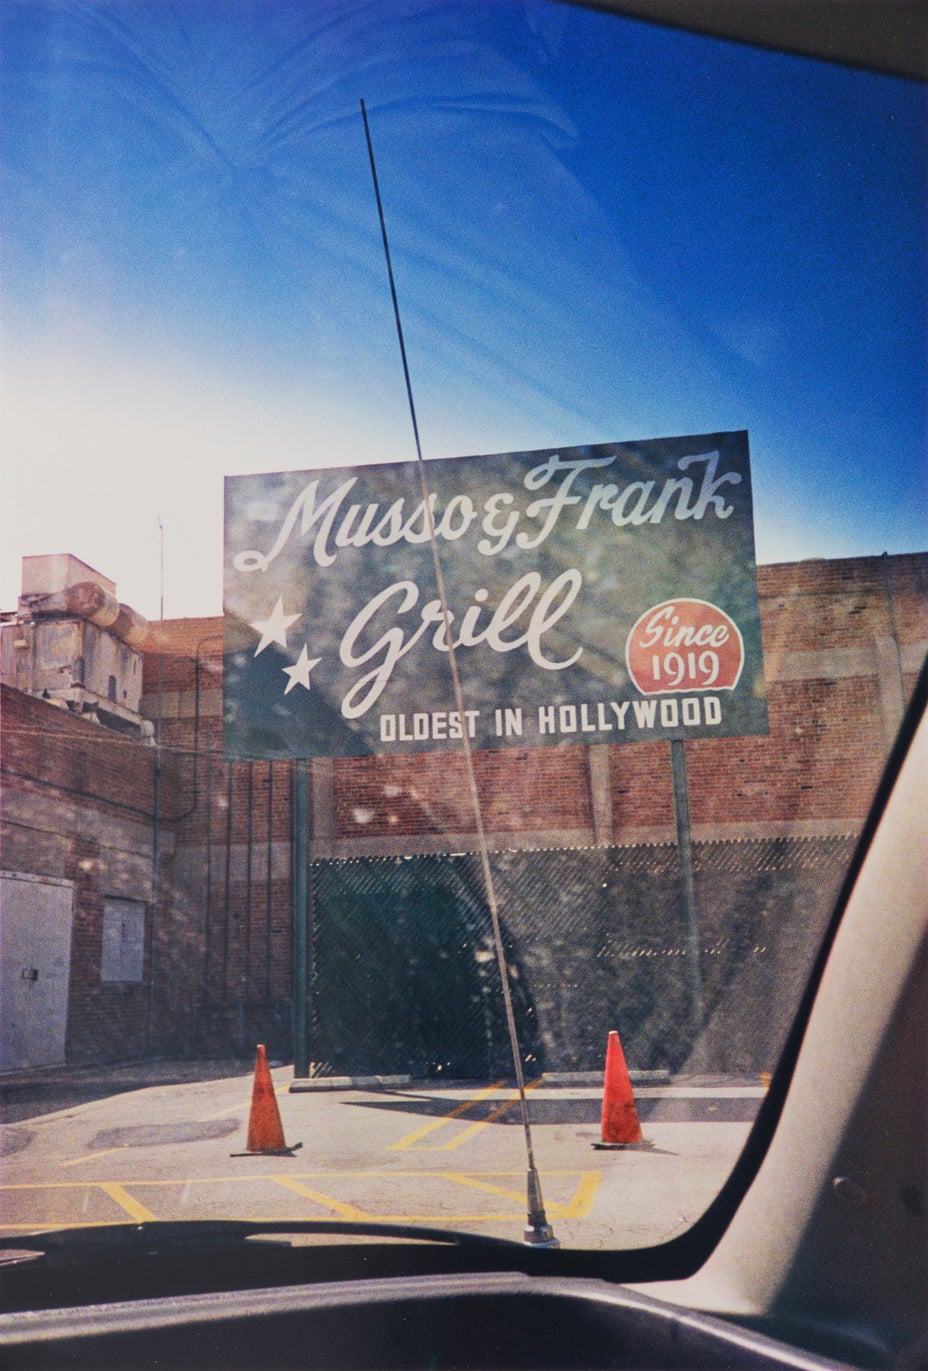 Musso & Frank
Grill
Since
1919
OLDEST IN HOLLYWOOD